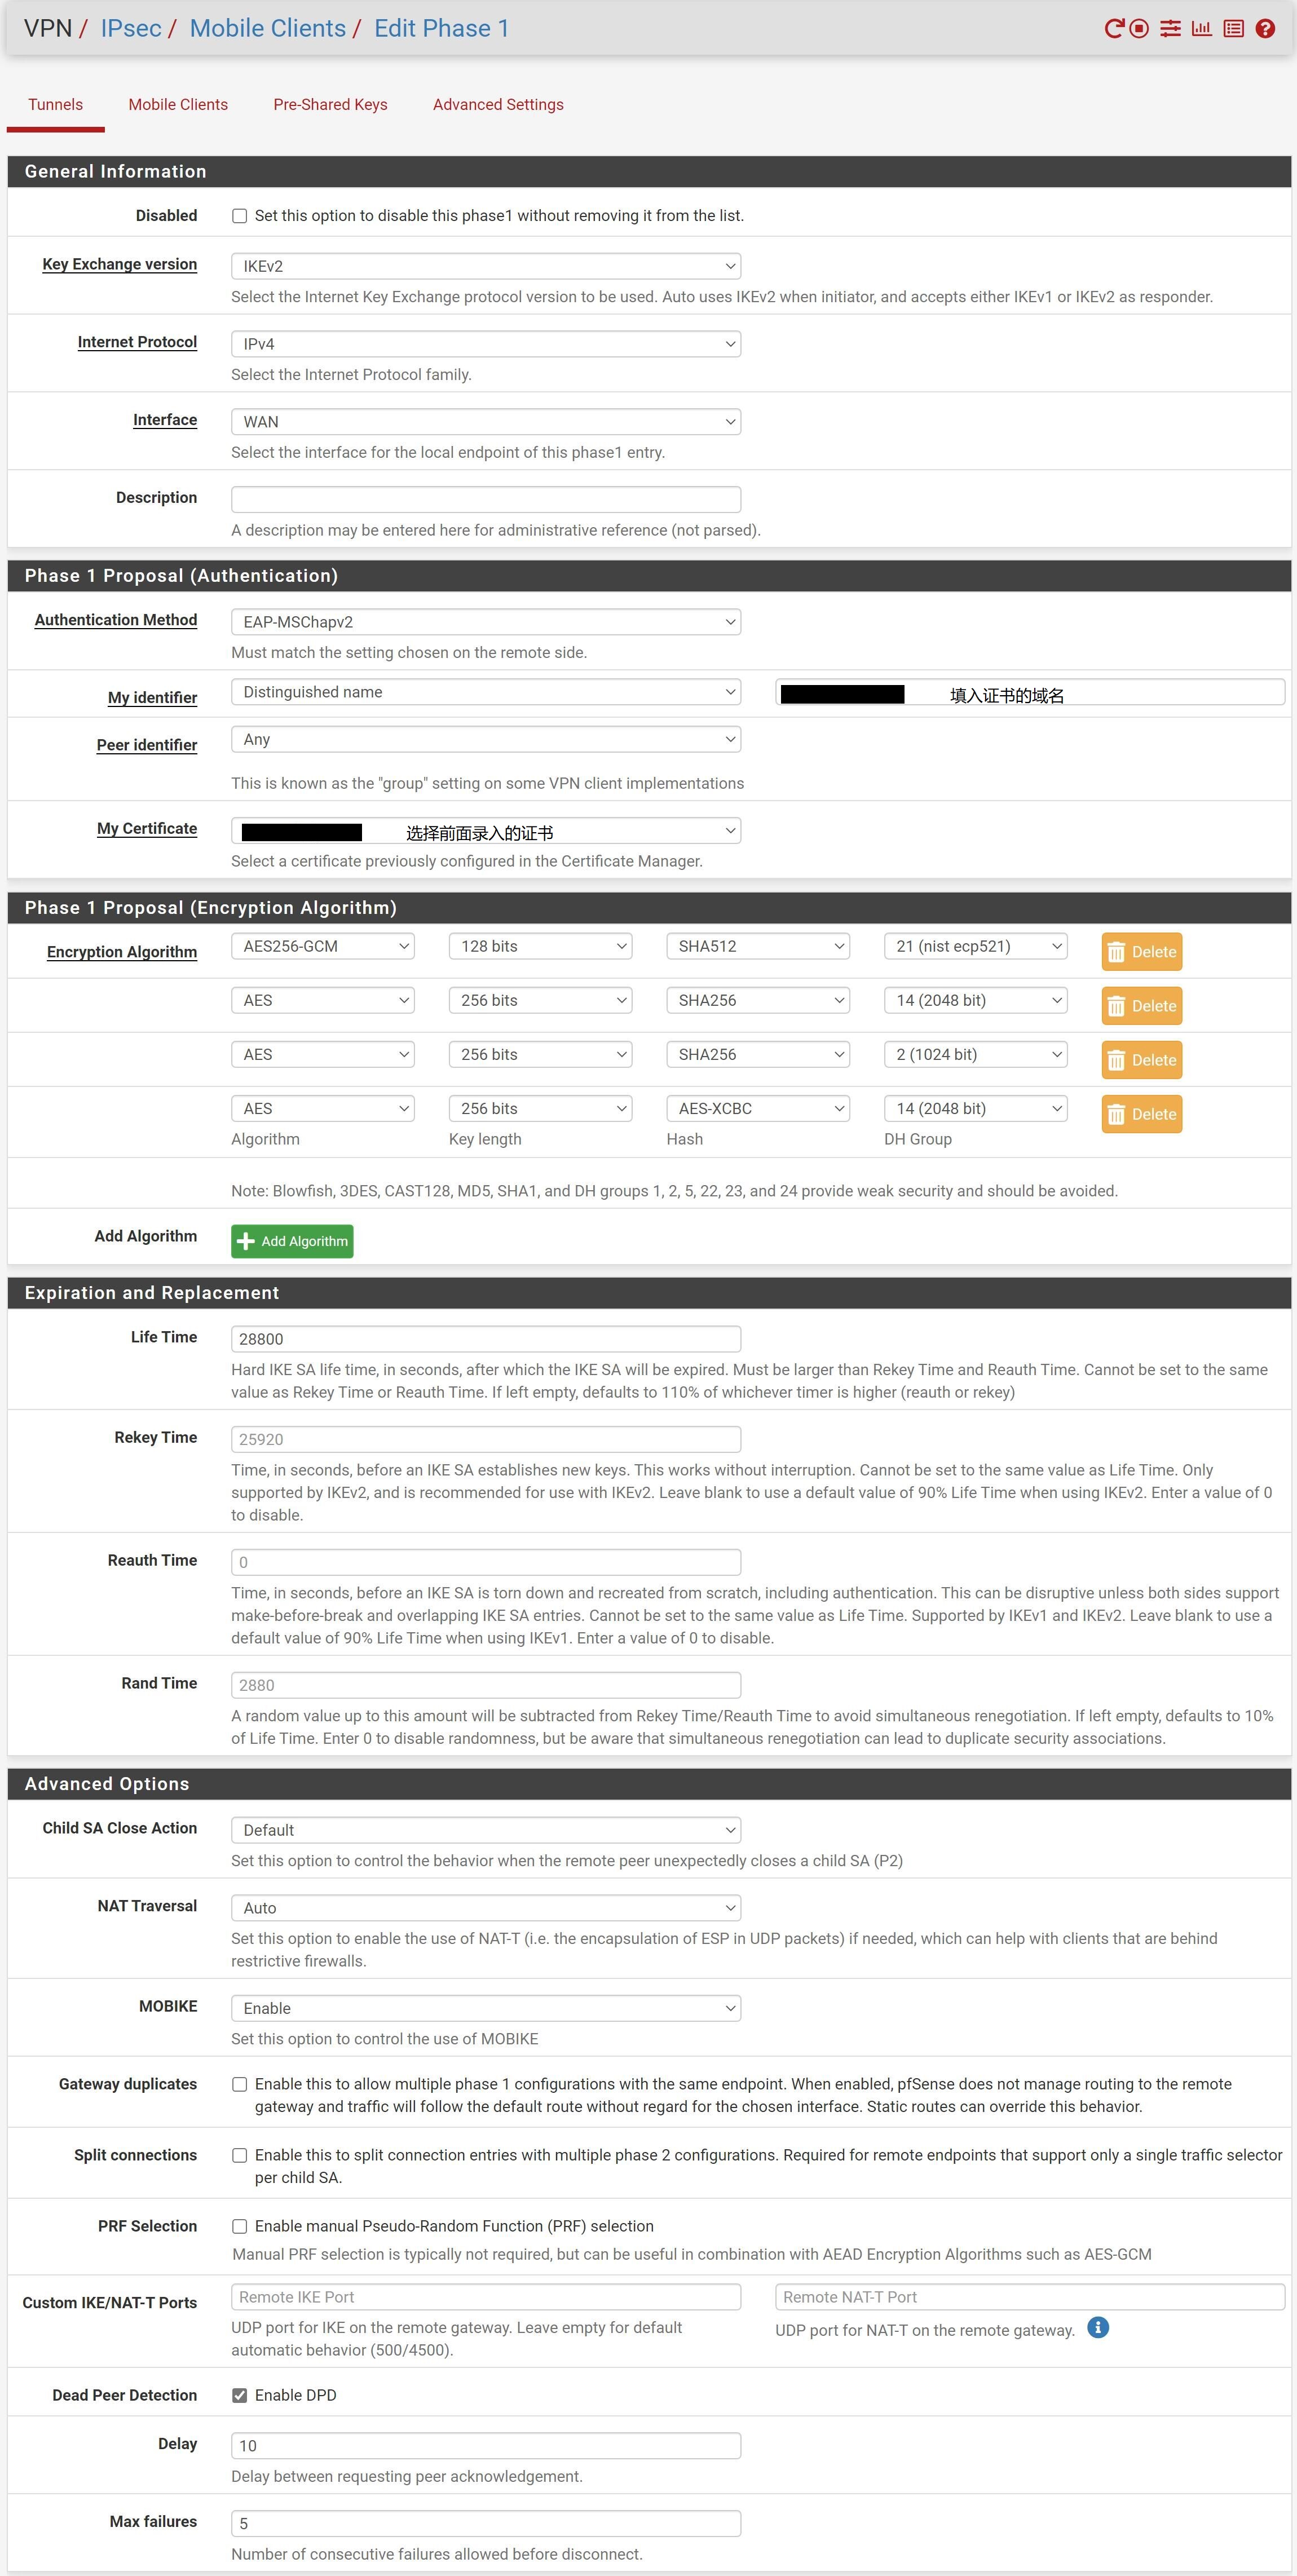 VPN / IPsec / Mobile Clients / Edit Phase 1
Tunnels Mobile Clients Pre-Shared Keys Advanced Settings
General Information
Disabled Set this option to disable this phase1 without removing it from the list.
Key Exchange version IKEv2
Select the Internet Key Exchange protocol version to be used. Auto uses IKEv2 when initiator, and accepts either IKEv1 or IKEv2 as responder.
Internet Protocol IPv4
Select the Internet Protocol family.
Interface WAN
Select the interface for the local endpoint of this phase1 entry.
Description
A description may be entered here for administrative reference (not parsed).
Phase 1 Proposal (Authentication)
Authentication Method EAP-MSChapv2
Must match the setting chosen on the remote side.
My identifier Distinguished name 填入证书的域名
Peer identifier Any
This is known as the "group" setting on some VPN client implementations
My Certificate 选择前面录入的证书
Select a certificate previously configured in the Certificate Manager.
Phase 1 Proposal (Encryption Algorithm)
Encryption Algorithm AES256-GCM 128 bits SHA512 21 (nist ecp521) Delete
AES 256 bits SHA256 14 (2048 bit) Delete
AES 256 bits SHA256 2 (1024 bit) Delete
AES 256 bits AES-XCBC 14 (2048 bit) Delete
Algorithm Key length Hash DH Group
Note: Blowfish, 3DES, CAST128, MD5, SHA1, and DH groups 1, 2, 5, 22, 23, and 24 provide weak security and should be avoided.
Add Algorithm Add Algorithm
Expiration and Replacement
Life Time 28800
Hard IKE SA life time, in seconds, after which the IKE SA will be expired. Must be larger than Rekey Time and Reauth Time. Cannot be set to the same
value as Rekey Time or Reauth Time. If left empty, defaults to 110% of whichever timer is higher (reauth or rekey)
Rekey Time 25920
Time, in seconds, before an IKE SA establishes new keys. This works without interruption. Cannot be set to the same value as Life Time. Only
supported by IKEv2, and is recommended for use with IKEv2. Leave blank to use a default value of 90% Life Time when using IKEv2. Enter a value of 0
to disable.
Reauth Time 0
Time, in seconds, before an IKE SA is torn down and recreated from scratch, including authentication. This can be disruptive unless both sides support
make-before-break and overlapping IKE SA entries. Cannot be set to the same value as Life Time. Supported by IKEv1 and IKEv2. Leave blank to use a
default value of 90% Life Time when using IKEv1. Enter a value of 0 to disable.
Rand Time 2880
A random value up to this amount will be subtracted from Rekey Time/Reauth Time to avoid simultaneous renegotiation. If left empty, defaults to 10%
of Life Time. Enter 0 to disable randomness, but be aware that simultaneous renegotiation can lead to duplicate security associations.
Advanced Options
Child SA Close Action Default
Set this option to control the behavior when the remote peer unexpectedly closes a child SA (P2)
NAT Traversal Auto
Set this option to enable the use of NAT-T (i.e. the encapsulation of ESP in UDP packets) if needed, which can help with clients that are behind
restrictive firewalls.
MOBIKE Enable
Set this option to control the use of MOBIKE
Gateway duplicates Enable this to allow multiple phase 1 configurations with the same endpoint. When enabled, pfSense does not manage routing to the remote
gateway and traffic will follow the default route without regard for the chosen interface. Static routes can override this behavior.
Split connections Enable this to split connection entries with multiple phase 2 configurations. Required for remote endpoints that support only a single traffic selector
per child SA.
PRF Selection Enable manual Pseudo-Random Function (PRF) selection
Manual PRF selection is typically not required, but can be useful in combination with AEAD Encryption Algorithms such as AES-GCM
Custom IKE/NAT-T Ports Remote IKE Port Remote NAT-T Port
UDP port for IKE on the remote gateway. Leave empty for default UDP port for NAT-T on the remote gateway.
automatic behavior (500/4500).
Dead Peer Detection Enable DPD
Delay 10
Delay between requesting peer acknowledgement.
Max failures 5
Number of consecutive failures allowed before disconnect.